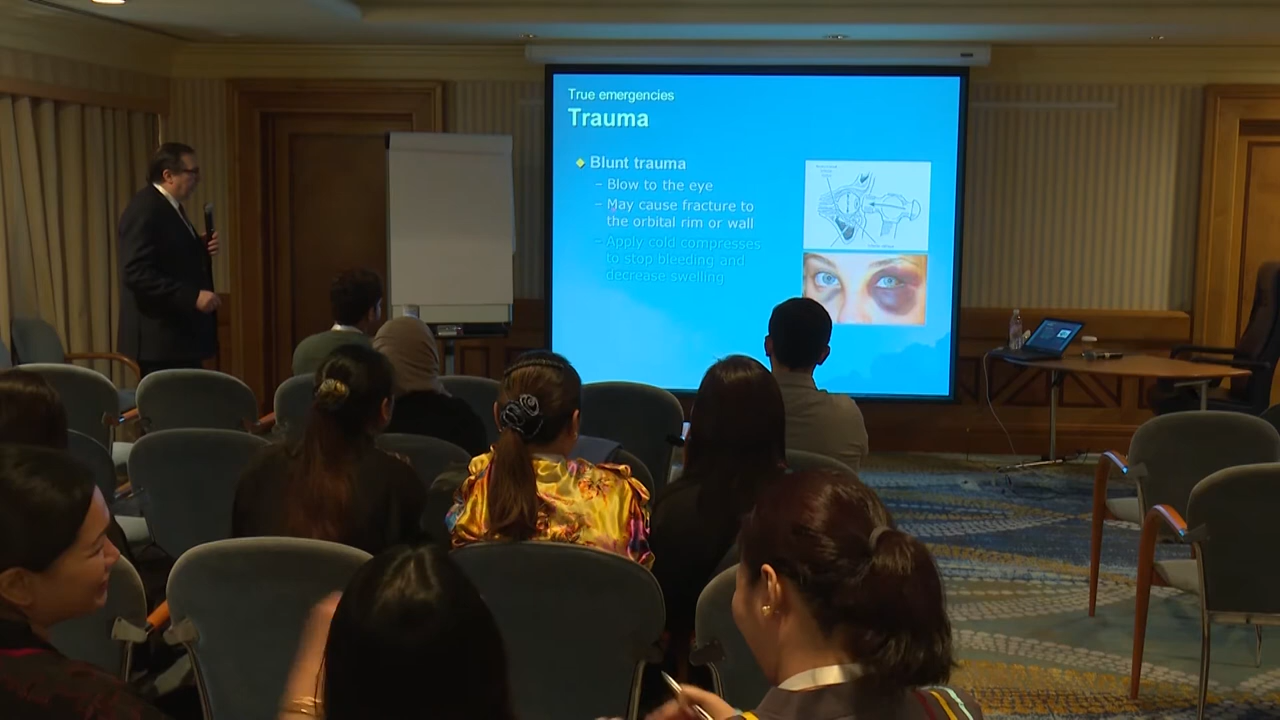 True emergencies
Trauma
Blunt trauma
– Blow to the eye
– May cause fracture to
the orbital rim or wall
– Apply cold compresses
to stop bleeding and
decrease swelling